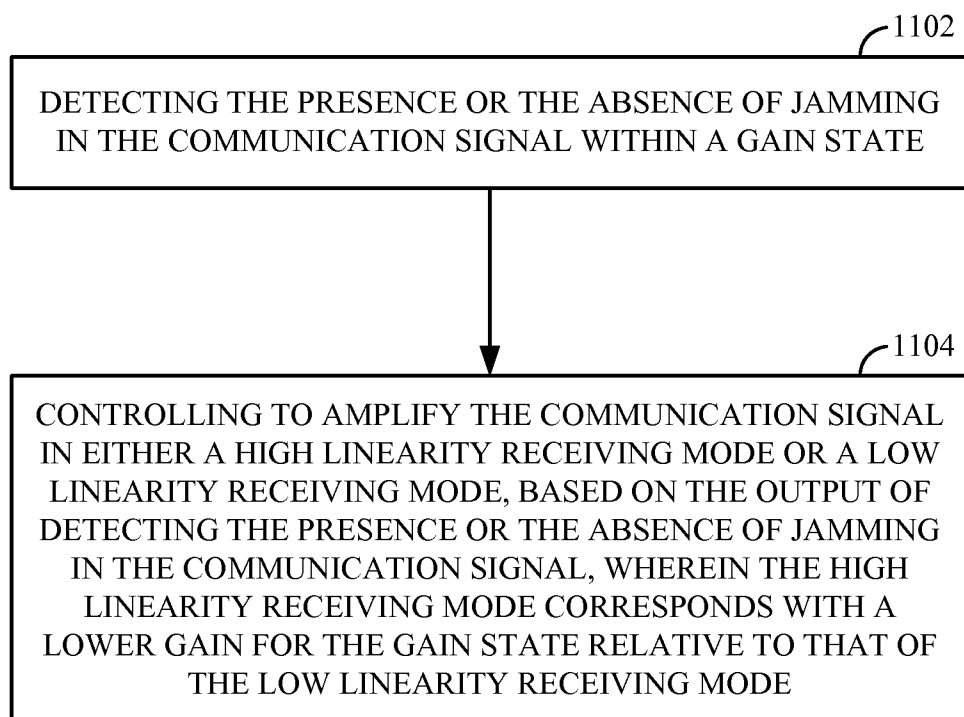 1102
DETECTING THE PRESENCE OR THE ABSENCE OF JAMMING
IN THE COMMUNICATION SIGNAL WITHIN A GAIN STATE
1104
CONTROLLING TO AMPLIFY THE COMMUNICATION SIGNAL
IN EITHER A HIGH LINEARITY RECEIVING MODE OR A LOW
LINEARITY RECEIVING MODE, BASED ON THE OUTPUT OF
DETECTING THE PRESENCE OR THE ABSENCE OF JAMMING
IN THE COMMUNICATION SIGNAL, WHEREIN THE HIGH
LINEARITY RECEIVING MODE CORRESPONDS WITH A
LOWER GAIN FOR THE GAIN STATE RELATIVE TO THAT OF
THE LOW LINEARITY RECEIVING MODE